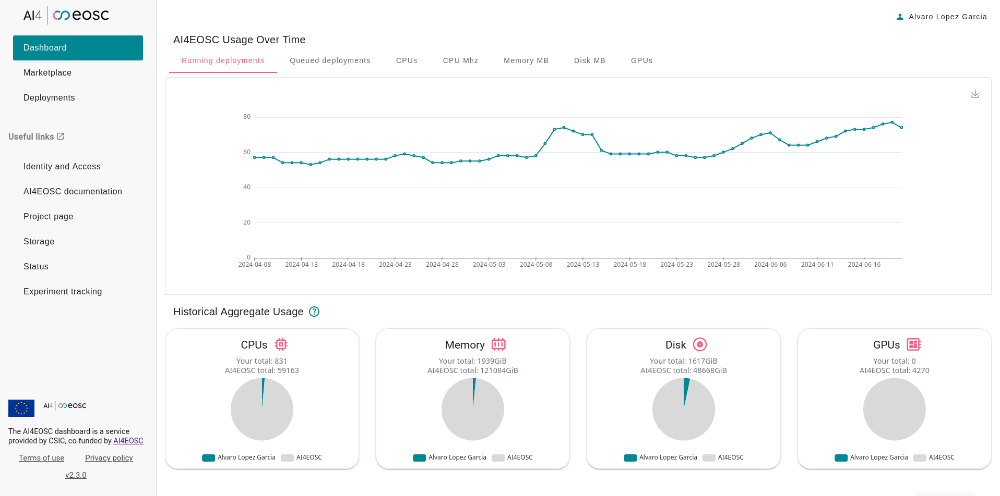 AI4 | eosc
Alvaro Lopez Garcia
Dashboard
Marketplace
Deployments
Useful links
Identity and Access
AI4EOSC documentation
Project page
Storage
Status
Experiment tracking
AI4 | eosc
The AI4EOSC dashboard is a service
provided by CSIC, co-funded by AI4EOSC
Terms of use Privacy policy
v2.3.0
AI4EOSC Usage Over Time
Running deployments Queued deployments CPUs CPU Mhz Memory MB Disk MB GPUs
80
60
40
20
0
2024-04-08 2024-04-13 2024-04-18 2024-04-23 2024-04-28 2024-05-03 2024-05-08 2024-05-13 2024-05-18 2024-05-23 2024-05-28 2024-06-06 2024-06-11 2024-06-16
Historical Aggregate Usage ?
CPUs
Your total: 831
AI4EOSC total: 59163
Alvaro Lopez Garcia AI4EOSC
Memory
Your total: 1939GiB
AI4EOSC total: 121084GiB
Alvaro Lopez Garcia AI4EOSC
Disk
Your total: 1617GiB
AI4EOSC total: 48668GiB
Alvaro Lopez Garcia AI4EOSC
GPUs
Your total: 0
AI4EOSC total: 4270
Alvaro Lopez Garcia AI4EOSC